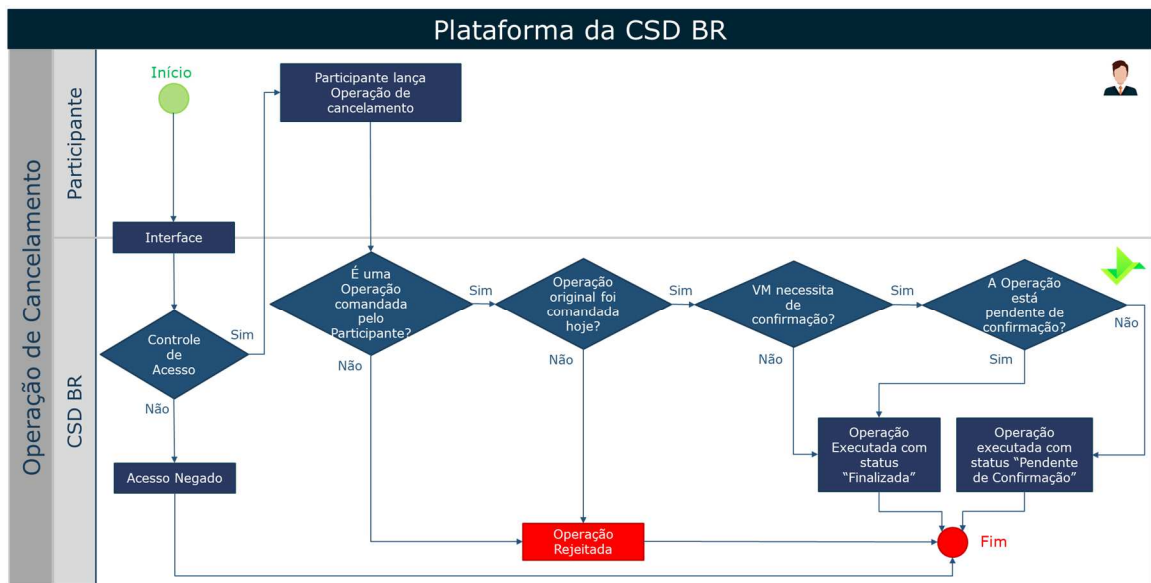 Plataforma da CSD BR
Operação de Cancelamento
Participante
CSD BR
Início
Participante lança
Operação de
cancelamento
Interface
Controle
de
Acesso
Sim
Não
Acesso Negado
É uma
Operação
comandada
pelo
Participante?
Sim
Não
Operação
original foi
comandada
hoje?
Sim
Não
VM necessita
de
confirmação?
Sim
Não
A Operação
está
pendente de
confirmação?
Não
Sim
Operação
Executada com
status
“Finalizada”
Operação
executada com
status “Pendente
de Confirmação”
Operação
Rejeitada
Fim